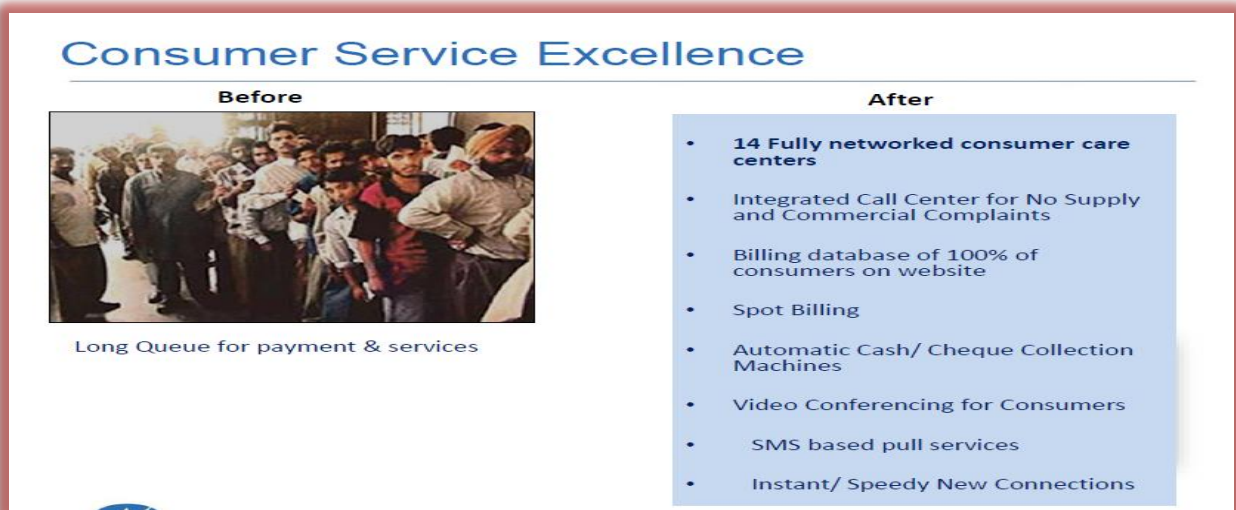 Consumer Service Excellence
Before
Long Queue for payment & services
After
• 14 Fully networked consumer care
centers
• Integrated Call Center for No Supply
and Commercial Complaints
• Billing database of 100% of
consumers on website
• Spot Billing
• Automatic Cash/ Cheque Collection
Machines
• Video Conferencing for Consumers
• SMS based pull services
• Instant/ Speedy New Connections